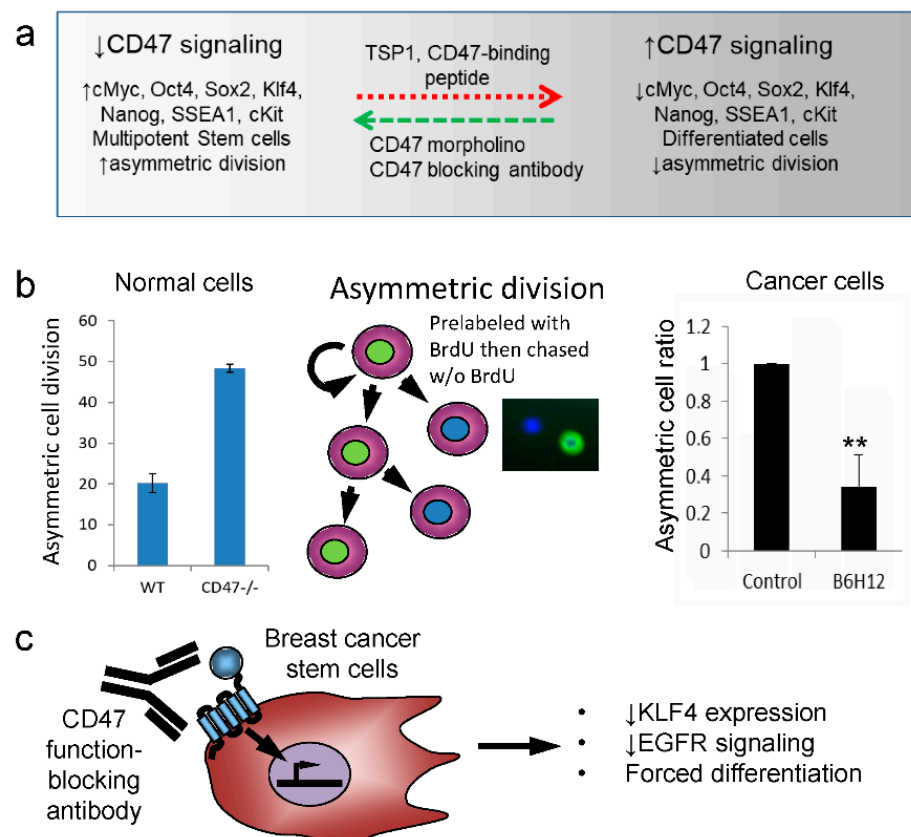 a
↓CD47 signaling
↑cMyc, Oct4, Sox2, Klf4,
Nanog, SSEA1, cKit
Multipotent Stem cells
↑asymmetric division
TSP1, CD47-binding
peptide
CD47 morpholino
CD47 blocking antibody
↑CD47 signaling
↓cMyc, Oct4, Sox2, Klf4,
Nanog, SSEA1, cKit
Differentiated cells
↓asymmetric division
b
Normal cells
Asymmetric cell division
60
50
40
30
20
10
0
WT
CD47-/-
Asymmetric division
Prelabeled with
BrdU then chased
w/o BrdU
Cancer cells
Asymmetric cell ratio
1.2
1
0.8
0.6
0.4
0.2
0
**
Control
B6H12
c
Breast cancer
stem cells
CD47
function-
blocking
antibody
• ↓KLF4 expression
• ↓EGFR signaling
• Forced differentiation